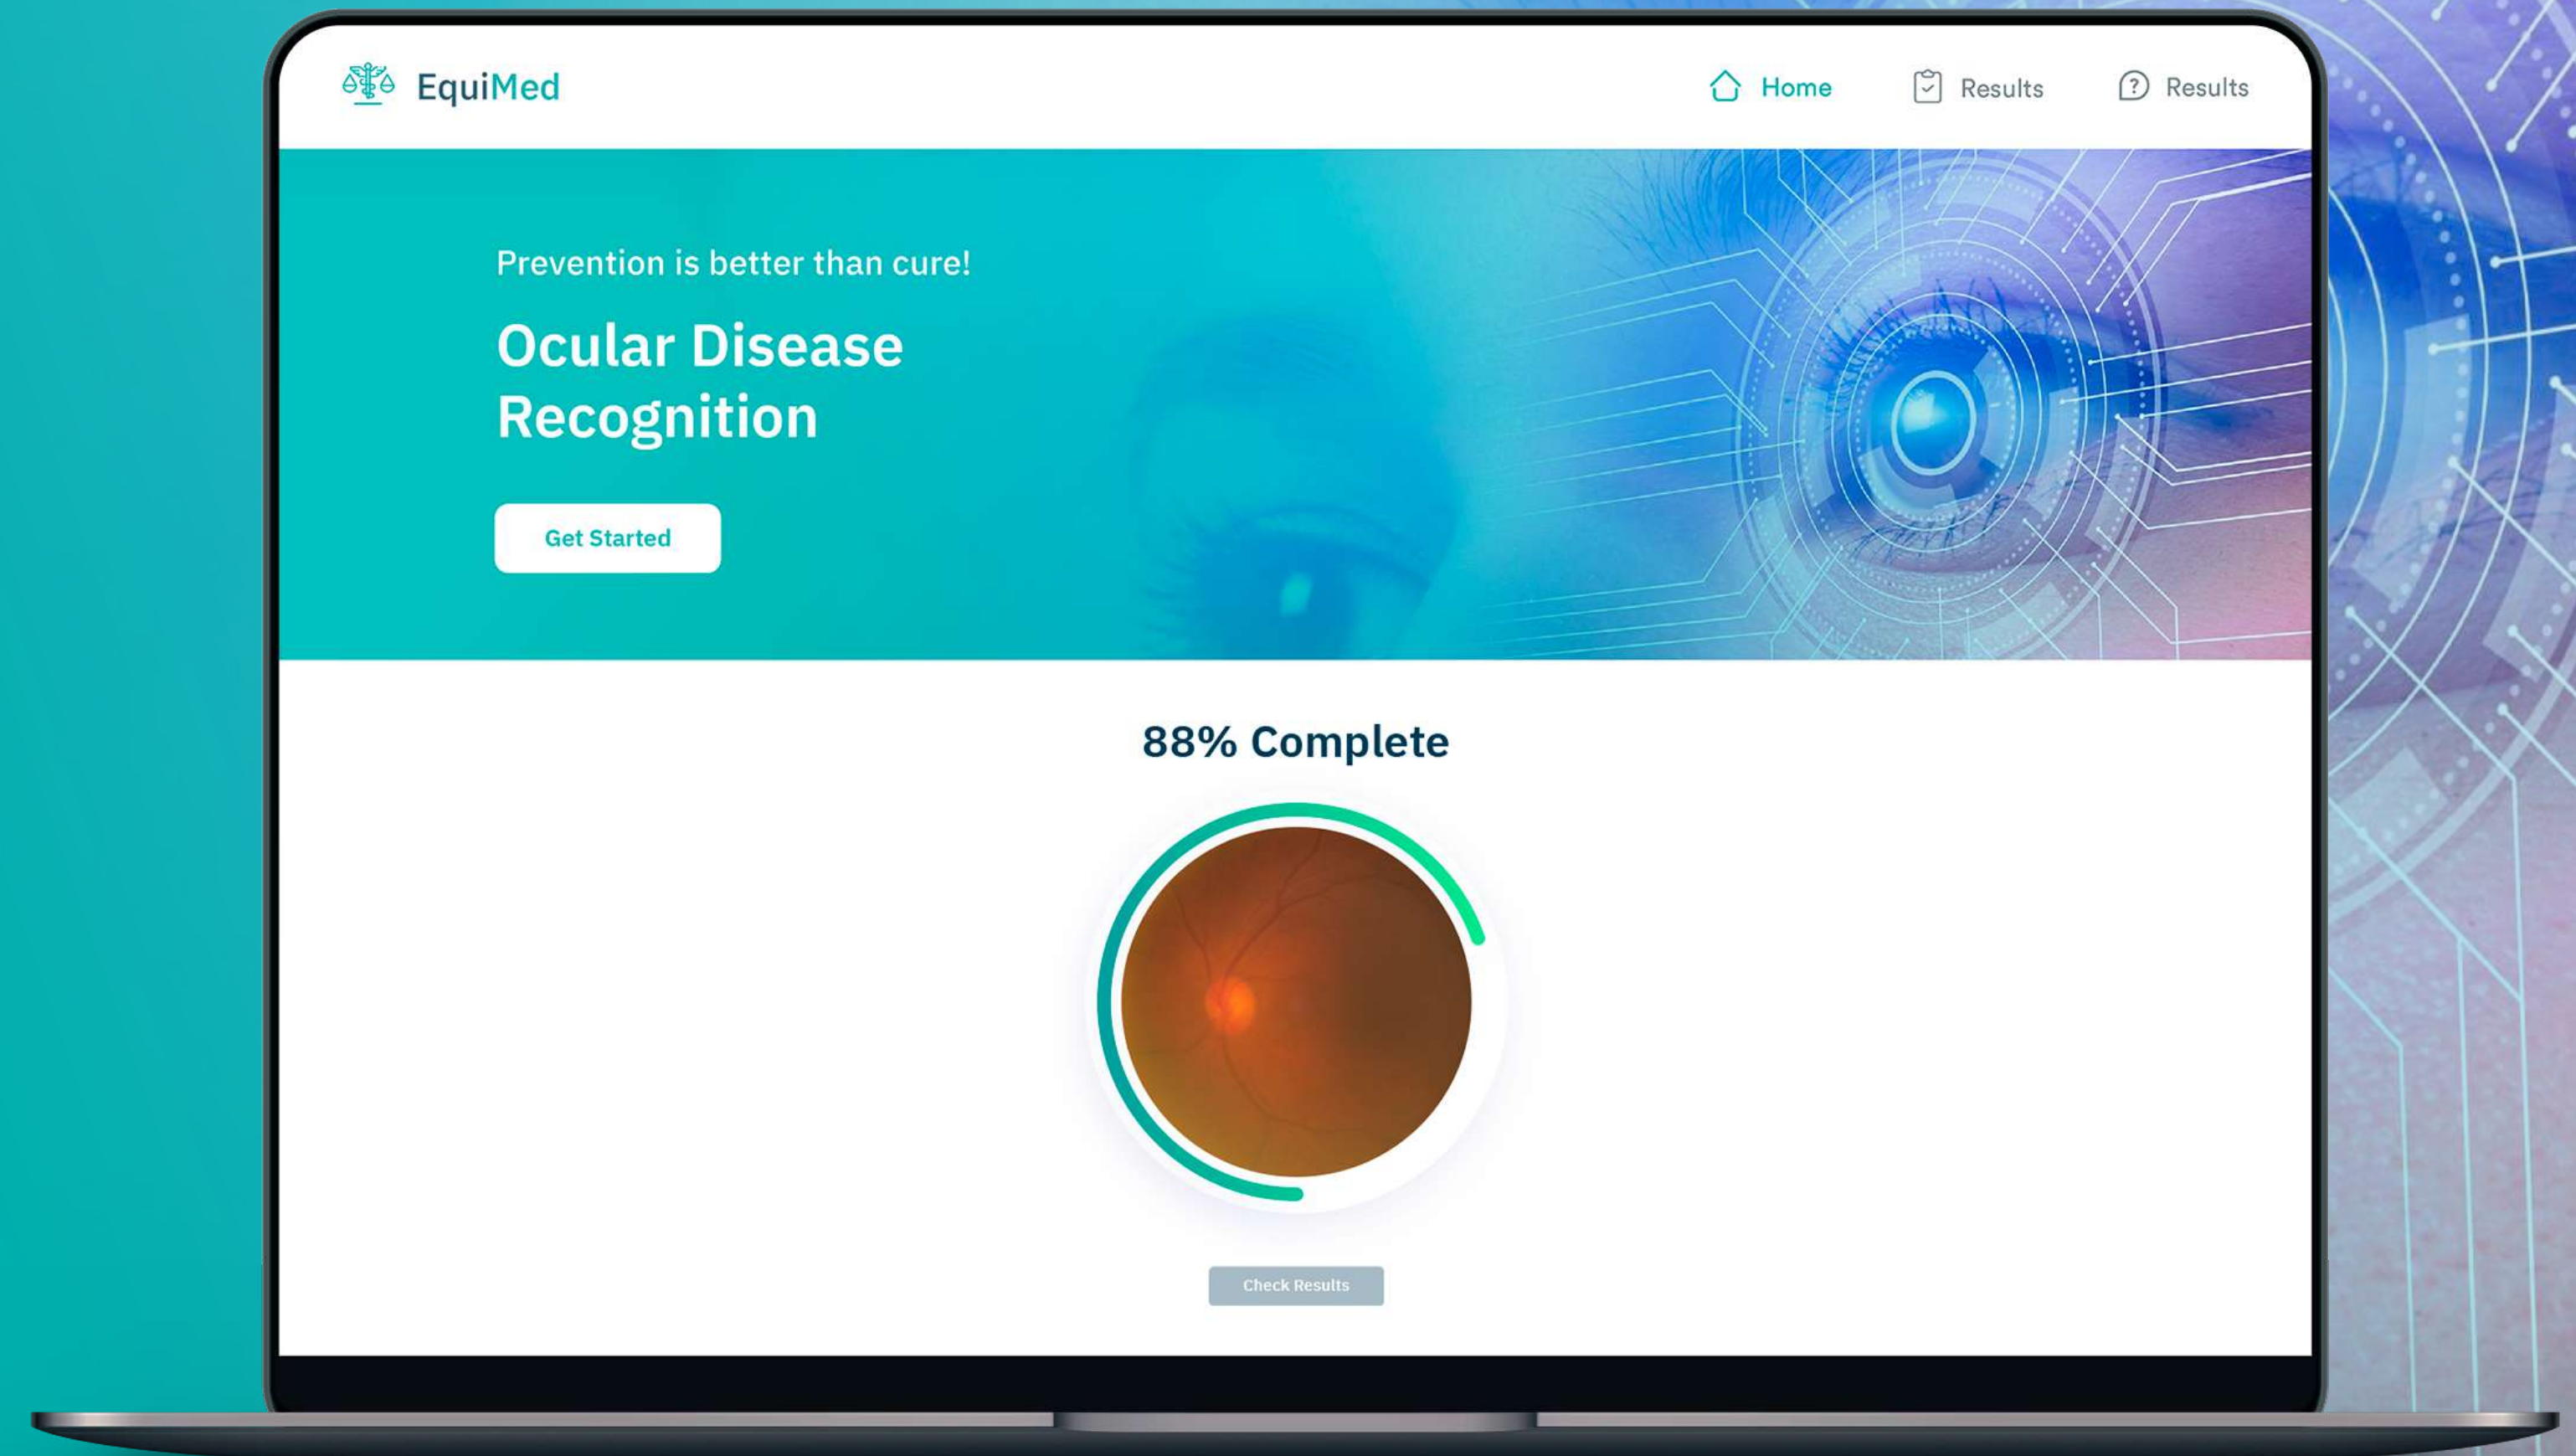 EquiMed
Home
Results
Results
Prevention is better than cure!
Ocular Disease
Recognition
Get Started
88% Complete
Check Results